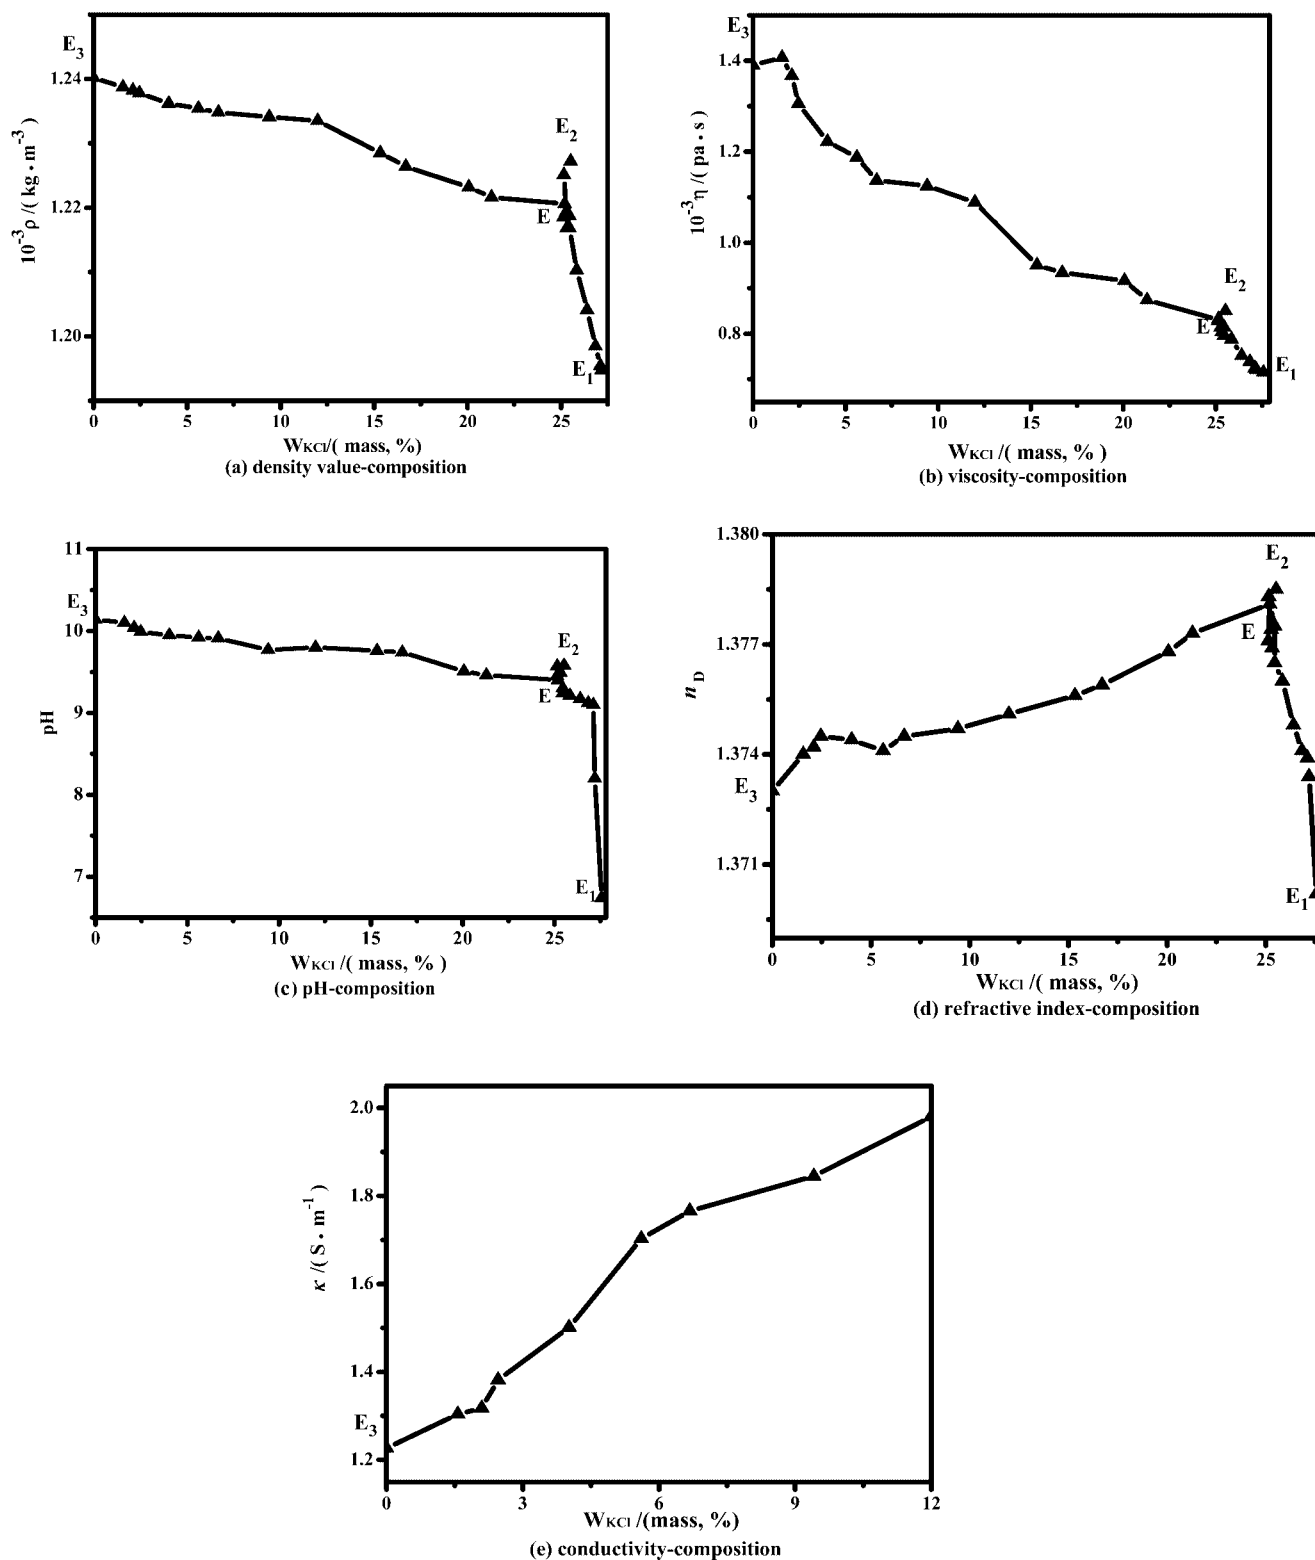 E3
1.24
1.22
1.20
10-3ρ /( kg • m-3)
E2
E
E1
0 5 10 15 20 25
WKCl/( mass, %)
(a) density value-composition
E3
1.4
1.2
1.0
0.8
10-3η /( pa • s )
E2
E
E1
0 5 10 15 20 25
WKCl /( mass, % )
(b) viscosity-composition
11
E3
10
9
8
7
pH
E2
E
E1
0 5 10 15 20 25
WKCl /( mass, % )
(c) pH-composition
1.380
1.377
1.374
E3
1.371
nD
E2
E
E1
0 5 10 15 20 25
WKCl /( mass, %)
(d) refractive index-composition
2.0
1.8
1.6
1.4
E3
1.2
κ /( S • m-1)
0 3 6 9 12
WKCl /(mass, %)
(e) conductivity-composition